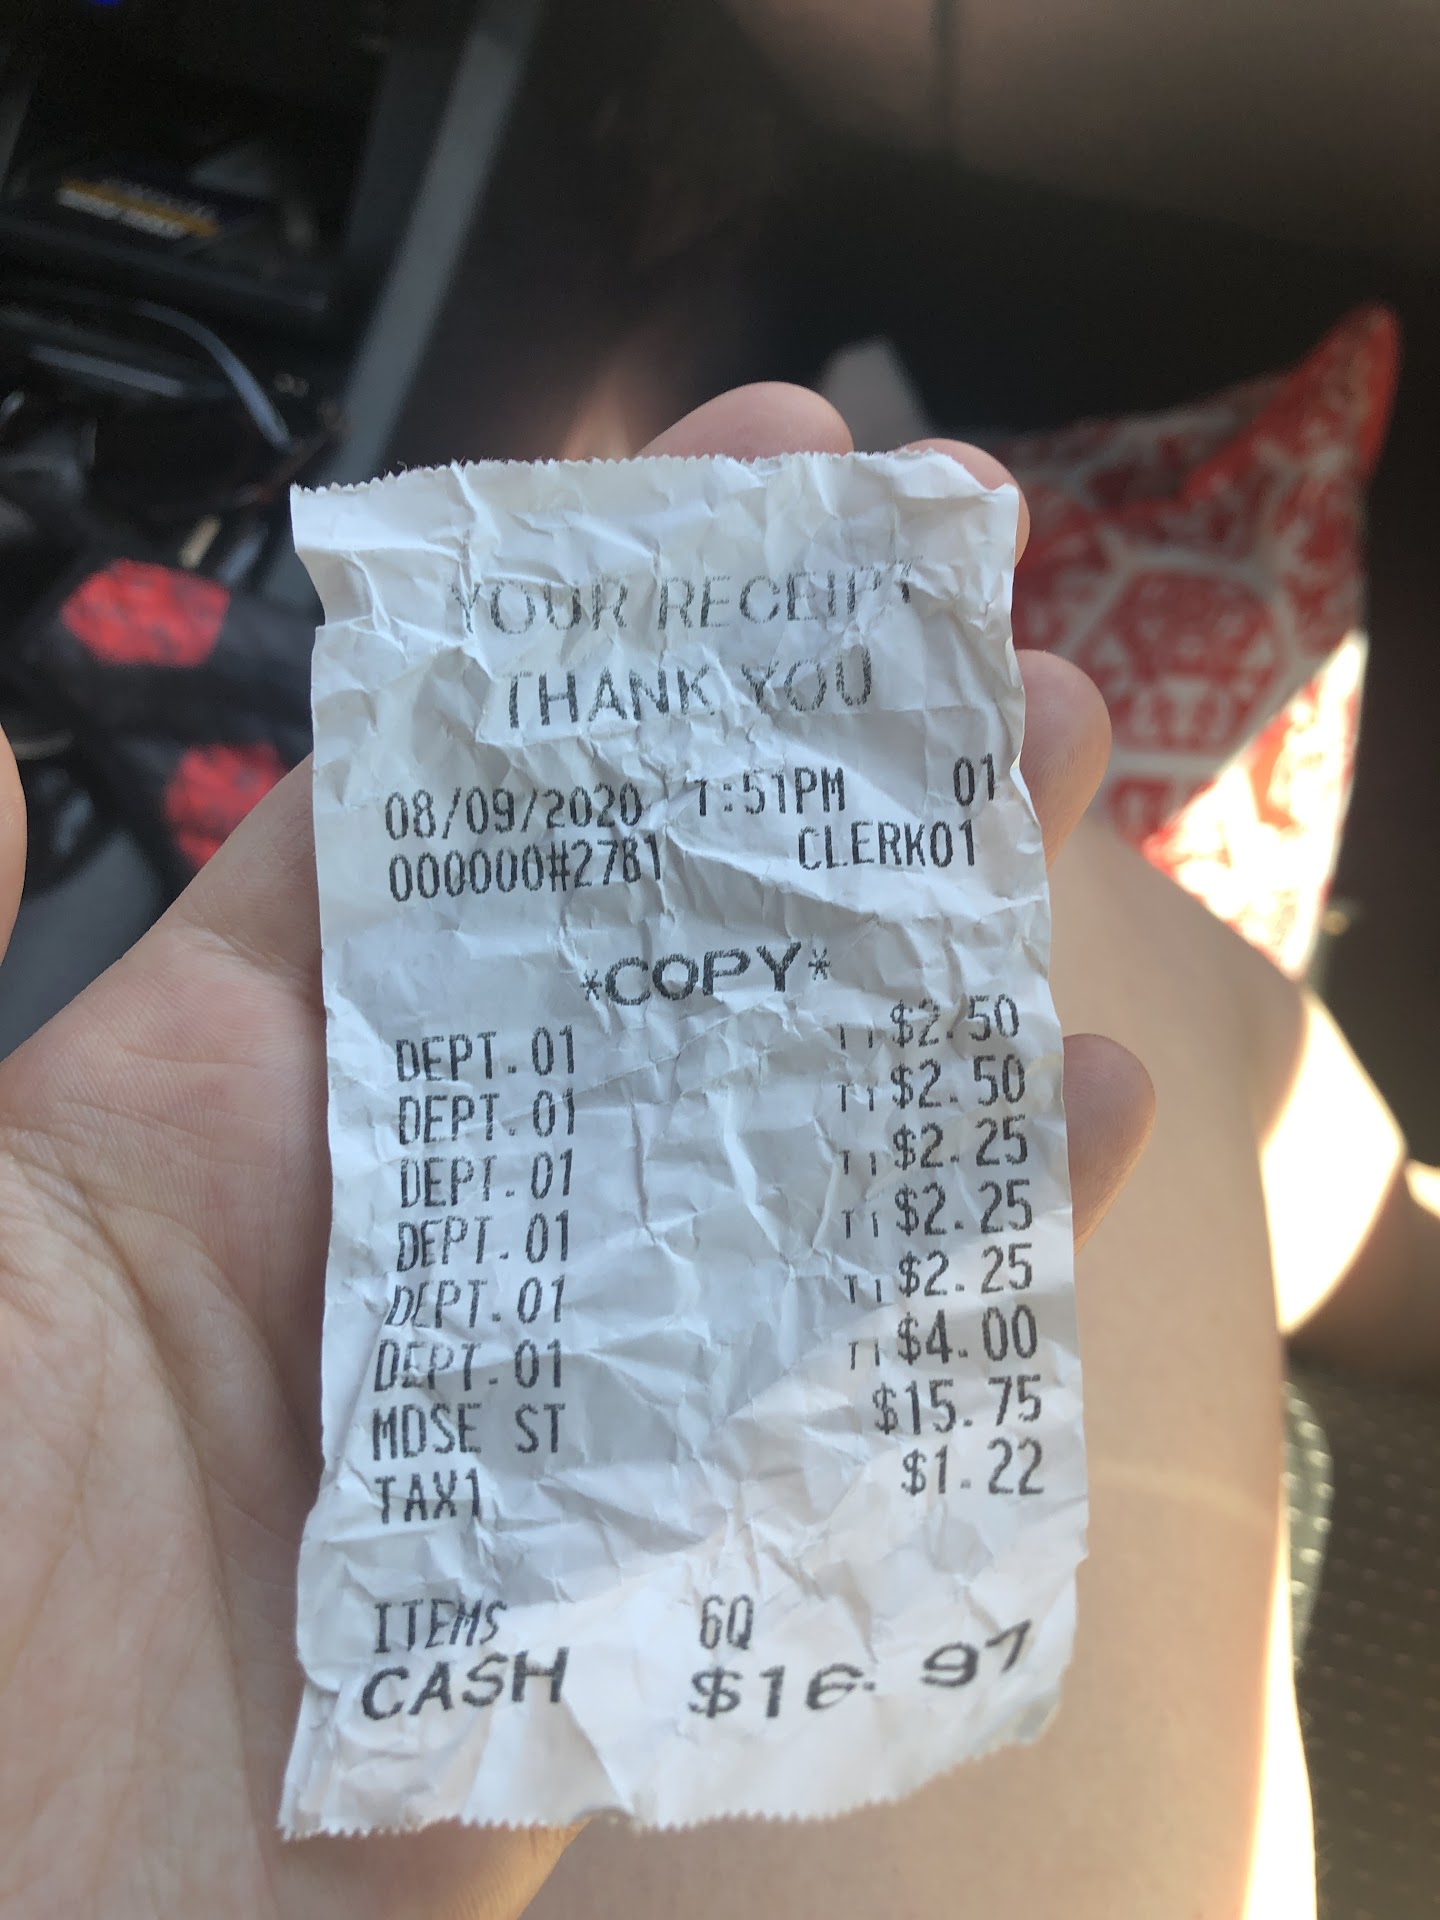 YOUR RECEIPT
THANK YOU
08/09/2020 1:51PM 01
000000#2781 CLERK01
*COPY*
DEPT.01 T1 $2.50
DEPT.01 T1 $2.50
DEPT.01 T1 $2.25
DEPT.01 T1 $2.25
DEPT.01 T1 $2.25
DEPT.01 T1 $4.00
MDSE ST $15.75
TAX1 $1.22
ITEMS 6Q
CASH $16.97